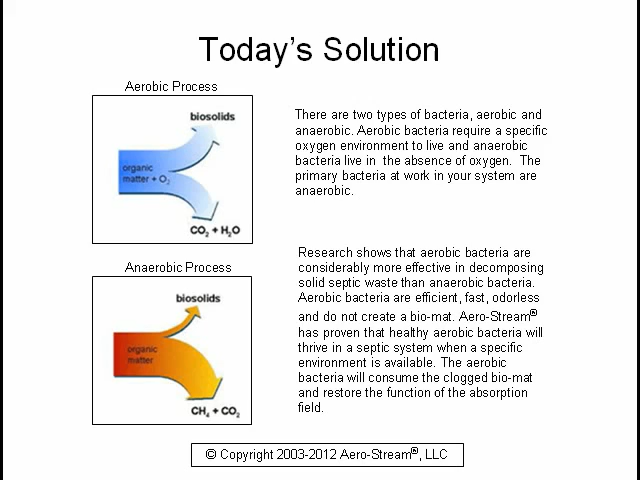 Today's Solution
Aerobic Process
biosolids
organic
matter + O₂
CO₂ + H₂O
There are two types of bacteria, aerobic and
anaerobic. Aerobic bacteria require a specific
oxygen environment to live and anaerobic
bacteria live in the absence of oxygen. The
primary bacteria at work in your system are
anaerobic.
Anaerobic Process
biosolids
organic
matter
CH₄ + CO₂
Research shows that aerobic bacteria are
considerably more effective in decomposing
solid septic waste than anaerobic bacteria.
Aerobic bacteria are efficient, fast, odorless
and do not create a bio-mat. Aero-Stream®
has proven that healthy aerobic bacteria will
thrive in a septic system when a specific
environment is available. The aerobic
bacteria will consume the clogged bio-mat
and restore the function of the absorption
field.
© Copyright 2003-2012 Aero-Stream®, LLC